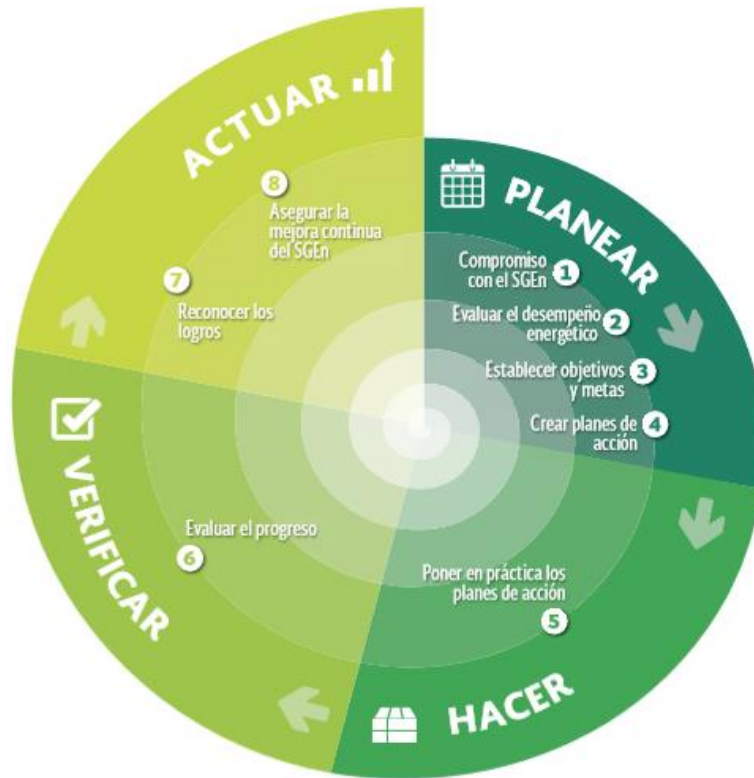 PLANEAR
1
Compromiso
con el SGEn
2
Evaluar el desempeño
energético
3
Establecer objetivos
y metas
4
Crear planes de
acción
HACER
Poner en práctica los
planes de acción
5
VERIFICAR
Evaluar el progreso
6
ACTUAR
7
Reconocer los
logros
8
Asegurar la
mejora continua
del SGEn